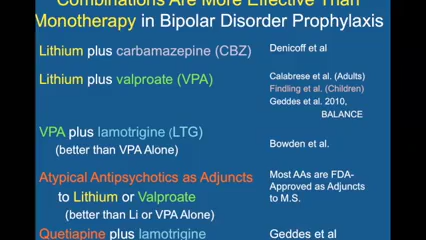 Combinations Are More Effective Than
Monotherapy in Bipolar Disorder Prophylaxis
Lithium plus carbamazepine (CBZ)
Denicoff et al
Lithium plus valproate (VPA)
Calabrese et al. (Adults)
Findling et al. (Children)
Geddes et al. 2010,
BALANCE
VPA plus lamotrigine (LTG)
(better than VPA Alone)
Bowden et al.
Atypical Antipsychotics as Adjuncts
to Lithium or Valproate
(better than Li or VPA Alone)
Most AAs are FDA-
Approved as Adjuncts
to M.S.
Quetiapine plus lamotrigine
Geddes et al